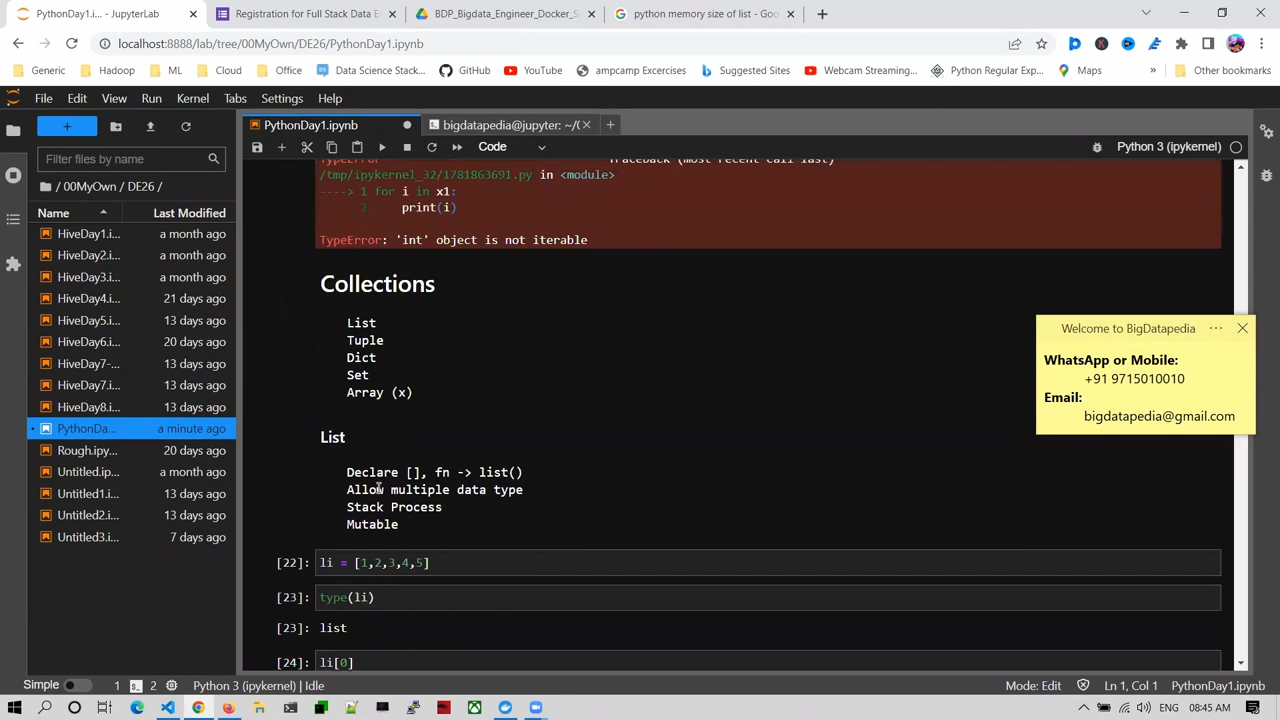 PythonDay1.i... - JupyterLab
Registration for Full Stack Data E
BDP_Bigdata_Engineer_Docker_S
python memory size of list - Goo
localhost:8888/lab/tree/00MyOwn/DE26/PythonDay1.ipynb
Generic
Hadoop
ML
Cloud
Office
Data Science Stack...
GitHub
YouTube
ampcamp Excercises
Suggested Sites
Webcam Streaming...
Python Regular Exp...
Maps
»
Other bookmarks
File Edit View Run Kernel Tabs Settings Help
PythonDay1.ipynb
bigdatapedia@jupyter: ~/(
Code
Python 3 (ipykernel)
Filter files by name
/ 00MyOwn / DE26 /
Name Last Modified
HiveDay1.i... a month ago
HiveDay2.i... a month ago
HiveDay3.i... a month ago
HiveDay4.i... 21 days ago
HiveDay5.i... 13 days ago
HiveDay6.i... 20 days ago
HiveDay7-... 13 days ago
HiveDay7.i... 13 days ago
HiveDay8.i... 13 days ago
PythonDa... a minute ago
Rough.ipy... 20 days ago
Untitled.ip... a month ago
Untitled1.i... 13 days ago
Untitled2.i... 13 days ago
Untitled3.i... 7 days ago
TypeError Traceback (most recent call last)
/tmp/ipykernel_32/1781863691.py in <module>
----> 1 for i in x1:
2 print(i)
TypeError: 'int' object is not iterable
Collections
List
Tuple
Dict
Set
Array (x)
List
Declare [], fn -> list()
Allow multiple data type
Stack Process
Mutable
[22]: li = [1,2,3,4,5]
[23]: type(li)
[23]: list
[24]: li[0]
Welcome to BigDatapedia
WhatsApp or Mobile:
+91 9715010010
Email:
bigdatapedia@gmail.com
Simple 1 2 Python 3 (ipykernel) | Idle
Mode: Edit Ln 1, Col 1 PythonDay1.ipynb
ENG 08:45 AM